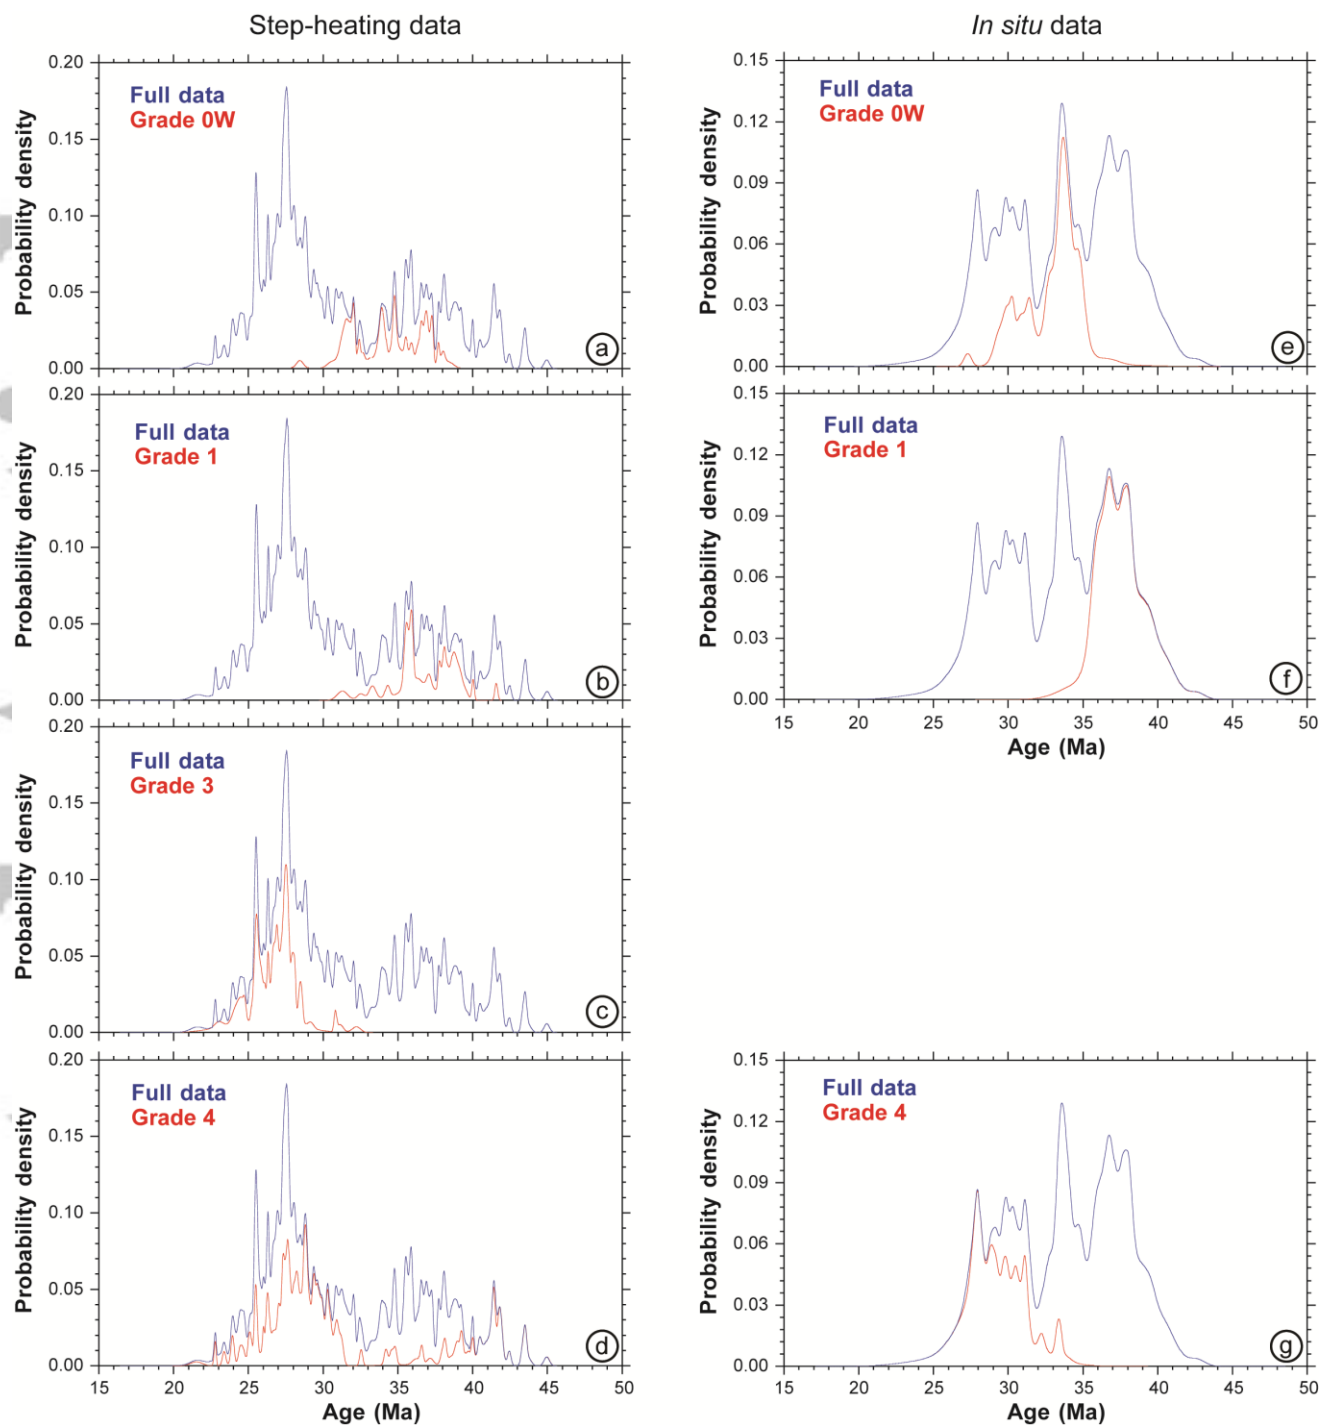 Step-heating data
In situ data
0.20
0.15
0.10
0.05
0.00
Probability density
Full data
Grade 0W
a
0.15
0.12
0.09
0.06
0.03
0.00
Probability density
Full data
Grade 0W
e
0.20
0.15
0.10
0.05
0.00
Probability density
Full data
Grade 1
b
0.15
0.12
0.09
0.06
0.03
0.00
Probability density
Full data
Grade 1
f
15 20 25 30 35 40 45 50
Age (Ma)
0.20
0.15
0.10
0.05
0.00
Probability density
Full data
Grade 3
c
0.20
0.15
0.10
0.05
0.00
Probability density
Full data
Grade 4
d
15 20 25 30 35 40 45 50
Age (Ma)
0.15
0.12
0.09
0.06
0.03
0.00
Probability density
Full data
Grade 4
g
15 20 25 30 35 40 45 50
Age (Ma)